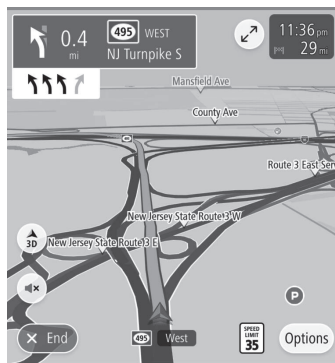 0.4
mi
495 WEST
NJ Turnpike S
11:36 pm
29 mi
Mansfield Ave
County Ave
Route 3 East Ser
New Jersey State Route 3 W
New Jersey State Route 3 E
3D
P
X End
495 West
SPEED
LIMIT
35
Options